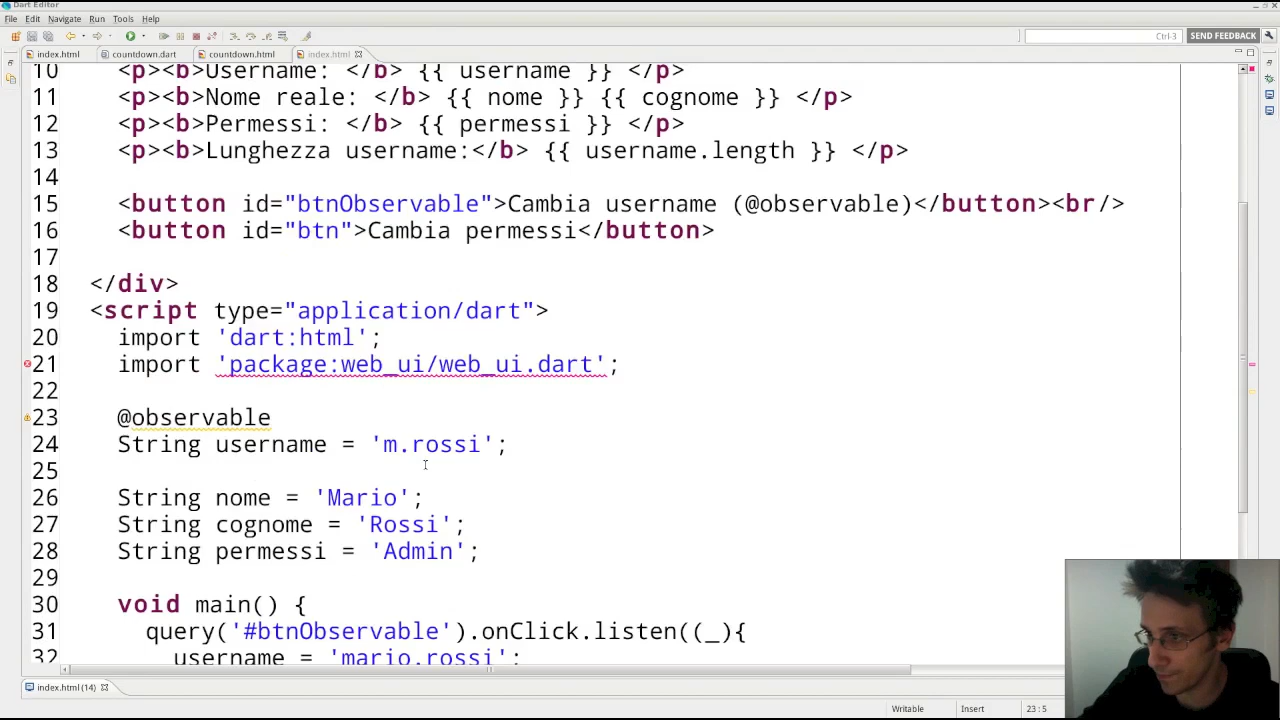 Dart Editor
File Edit Navigate Run Tools Help
Ctrl-3 SEND FEEDBACK
index.html countdown.dart countdown.html index.html
10 <p><b>Username: </b> {{ username }} </p>
11 <p><b>Nome reale: </b> {{ nome }} {{ cognome }} </p>
12 <p><b>Permessi: </b> {{ permessi }} </p>
13 <p><b>Lunghezza username:</b> {{ username.length }} </p>
14
15 <button id="btnObservable">Cambia username (@observable)</button><br/>
16 <button id="btn">Cambia permessi</button>
17
18 </div>
19 <script type="application/dart">
20 import 'dart:html';
21 import 'package:web_ui/web_ui.dart';
22
23 @observable
24 String username = 'm.rossi';
25
26 String nome = 'Mario';
27 String cognome = 'Rossi';
28 String permessi = 'Admin';
29
30 void main() {
31 query('#btnObservable').onClick.listen((_){
32 username = 'mario.rossi';
index.html (14)
Writable Insert 23 : 5